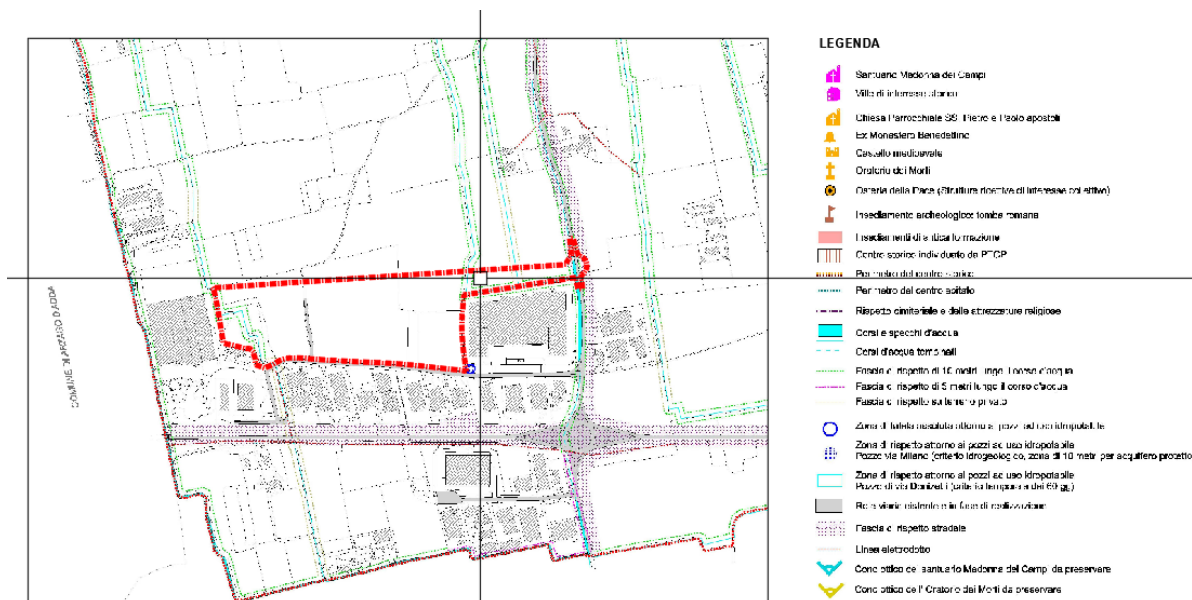 LEGENDA
Santuario Madonna dei Campi
Ville di interesse storico
Chiesa Parrocchiale SS. Pietro e Paolo apostoli
Ex Monastero Benedettino
Castello medioevale
Oratorio dei Morti
Osteria della Pace (Strutture ricettive di interesse collettivo)
Insediamento archeologico: tomba romana
Insediamenti di antica formazione
Centro storico individuato da PTCP
Perimetro del centro storico
Perimetro del centro abitato
Rispetto cimiteriale e delle attrezzature religiose
Corsi e specchi d'acqua
Corsi d'acqua tombinati
Fascia di rispetto di 10 metri lungo il corso d'acqua
Fascia di rispetto di 5 metri lungo il corso d'acqua
Fascia di rispetto su terreno privato
Zona di tutela assoluta attorno ai pozzi ad uso idropotabile
Zona di rispetto attorno ai pozzi ad uso idropotabile
Pozzo via Milano (criterio idrogeologico, zona di 10 metri per acquifero protetto
Zona di rispetto attorno ai pozzi ad uso idropotabile
Pozzo di via Donizetti (criterio temporale dei 60 gg)
Rete viaria esistente e in fase di realizzazione
Fascia di rispetto stradale
Linea elettrodotto
Cono ottico del santuario Madonna dei Campi da preservare
Cono ottico dell' Oratorio dei Morti da preservare
COMUNE DI ARZAGO D'ADDA